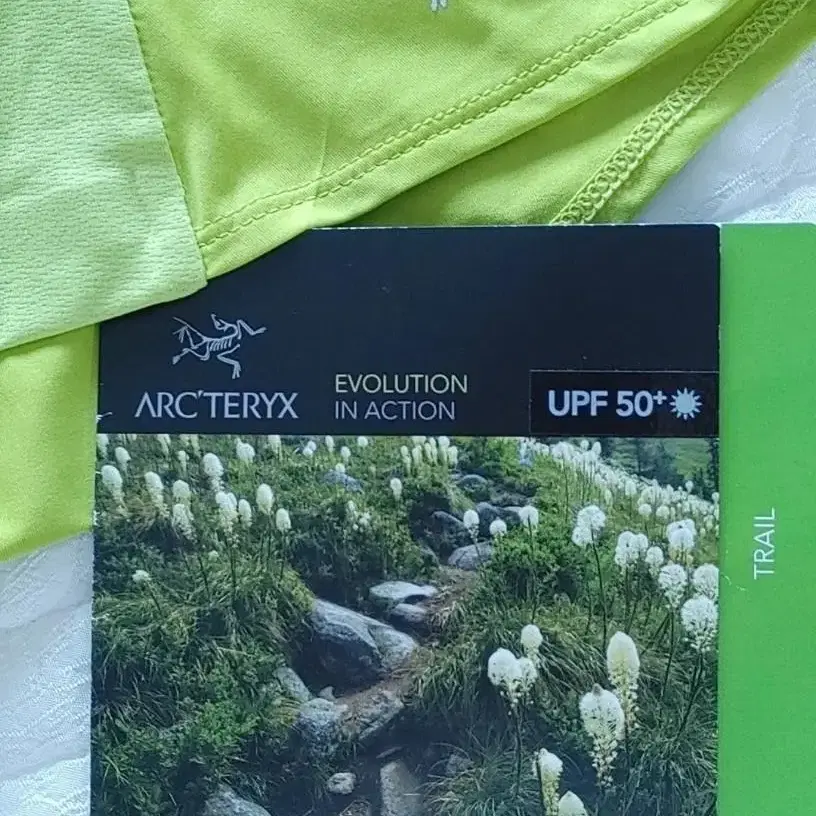 ARC'TERYX
EVOLUTION
IN ACTION
UPF 50+
TRAIL